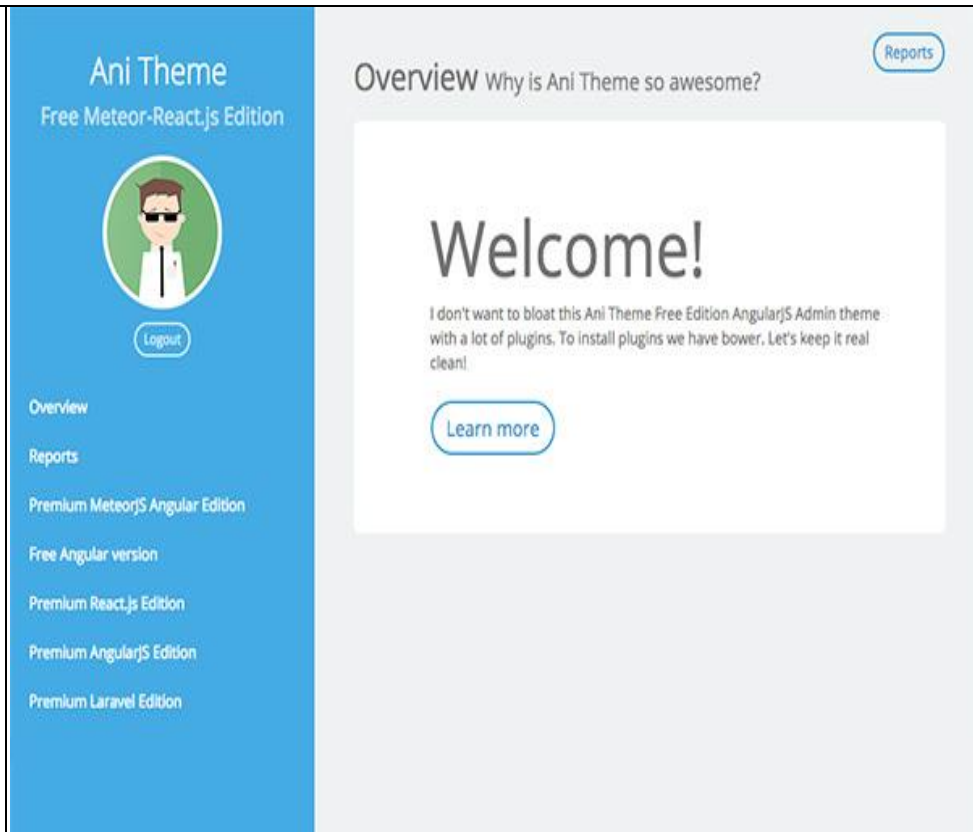 Ani Theme
Free Meteor-React.js Edition
Logout
Overview
Reports
Premium MeteorJS Angular Edition
Free Angular version
Premium React.js Edition
Premium AngularJS Edition
Premium Laravel Edition
Overview Why is Ani Theme so awesome?
Reports
Welcome!
I don't want to bloat this Ani Theme Free Edition AngularJS Admin theme
with a lot of plugins. To install plugins we have bower. Let's keep it real
clean!
Learn more